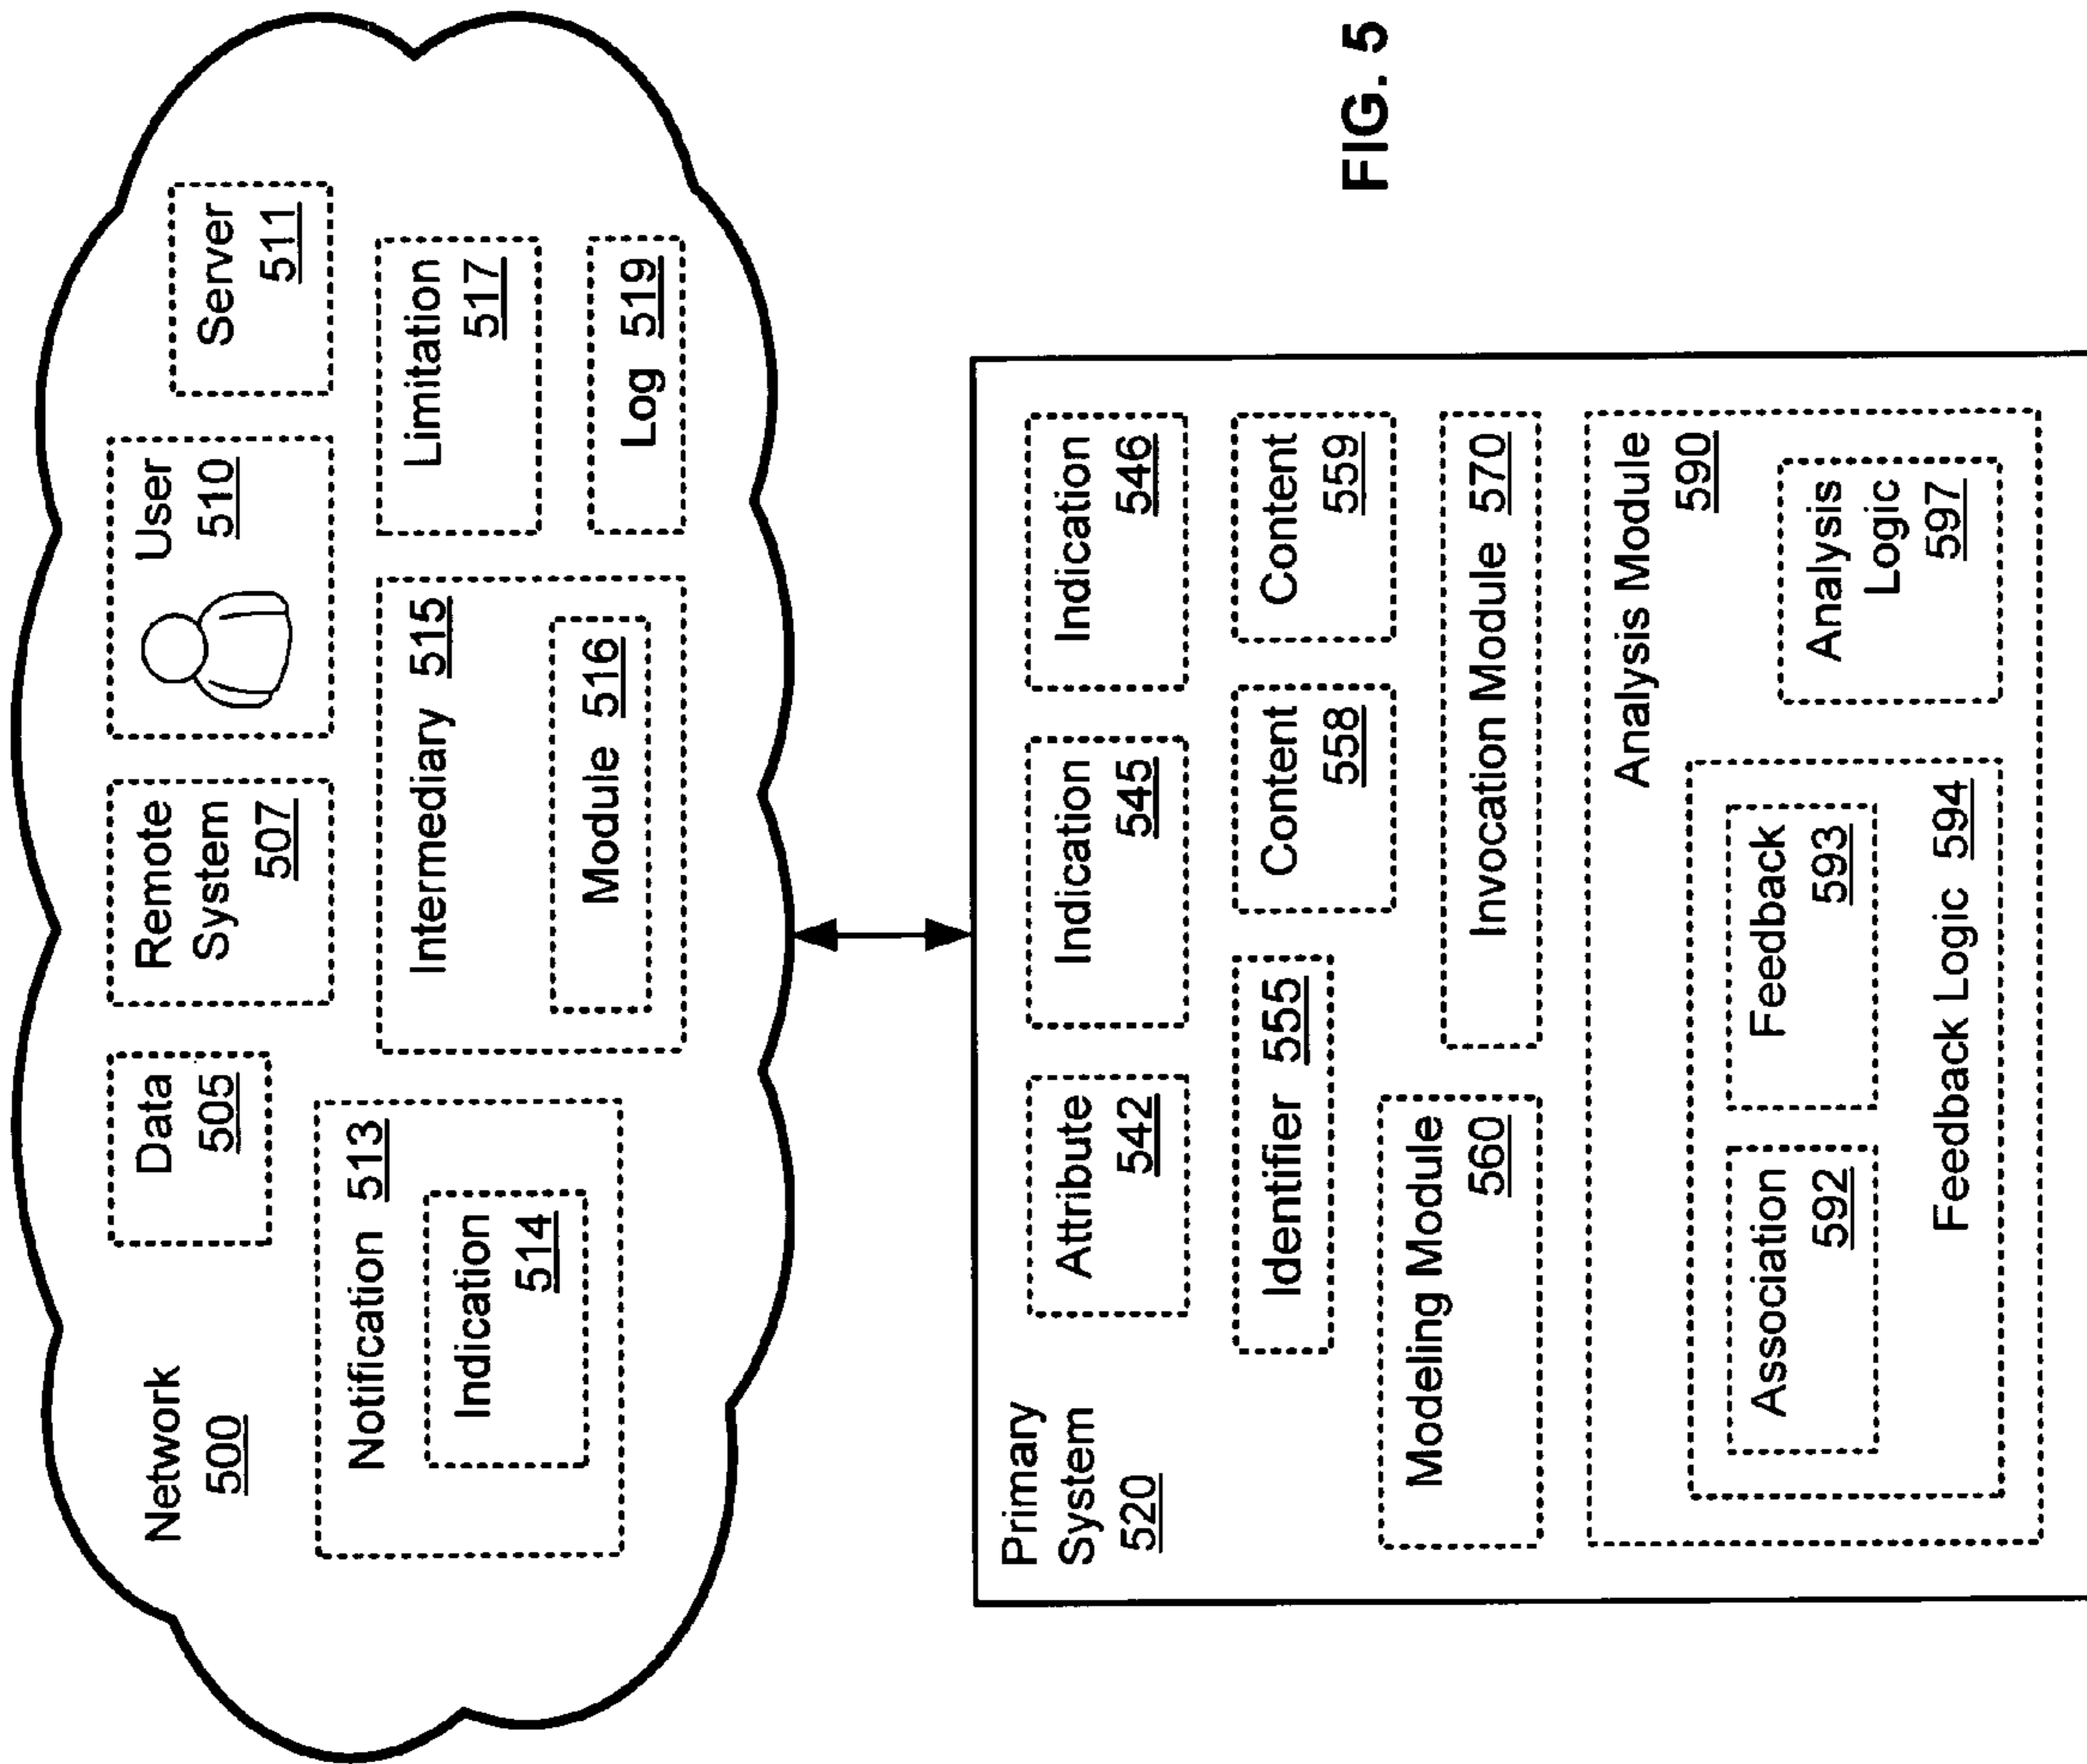 Network
500
Data
505
Remote
System
507
User
510
Server
511
Notification 513
Indication
514
Intermediary 515
Module 516
Limitation
517
Log 519
Primary
System
520
Attribute
542
Indication
545
Indication
546
Identifier 555
Content
558
Content
559
Modeling Module
560
Invocation Module 570
Analysis Module
590
Association
592
Feedback
593
Feedback Logic 594
Analysis
Logic
597
FIG. 5